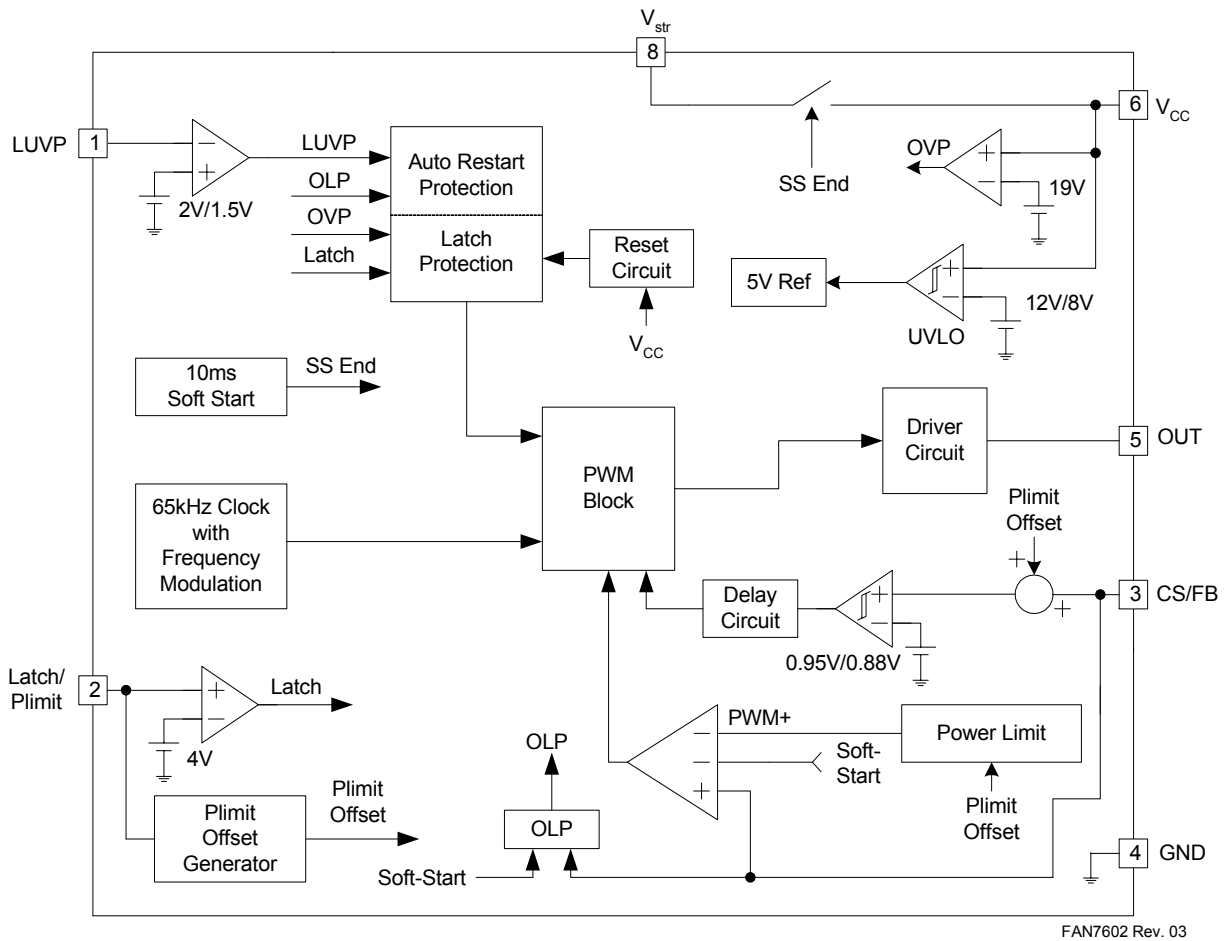 Vstr
8
LUVP
1
−
+
2V/1.5V
LUVP
OLP
OVP
Latch
Auto Restart
Protection
Latch
Protection
Reset
Circuit
VCC
SS End
6
VCC
OVP
+
−
19V
5V Ref
+
−
12V/8V
UVLO
10ms
Soft Start
SS End
65kHz Clock
with
Frequency
Modulation
PWM
Block
Driver
Circuit
5
OUT
Plimit
Offset
+
+
3
CS/FB
Delay
Circuit
+
−
0.95V/0.88V
Latch/
Plimit
2
+
−
4V
Latch
Plimit
Offset
Generator
Plimit
Offset
OLP
OLP
Soft-Start
−
−
+
PWM+
Soft-
Start
Power Limit
Plimit
Offset
4
GND
FAN7602 Rev. 03